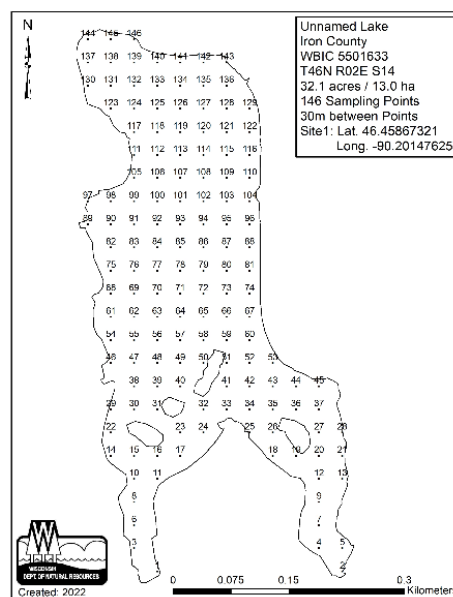 N
Unnamed Lake
Iron County
WBIC 5501633
T46N R02E S14
32.1 acres / 13.0 ha
146 Sampling Points
30m between Points
Site1: Lat. 46.45867321
Long. -90.20147625
144 145 146
137 138 139 140 141 142 143
130 131 132 133 134 135 136
123 124 125 126 127 128 129
117 118 119 120 121 122
111 112 113 114 115 116
105 106 107 108 109 110
97 98 99 100 101 102 103 104
89 90 91 92 93 94 95 96
82 83 84 85 86 87 88
75 76 77 78 79 80 81
68 69 70 71 72 73 74
61 62 63 64 65 66 67
54 55 56 57 58 59 60
46 47 48 49 50 51 52 53
38 39 40 41 42 43 44 45
29 30 31 32 33 34 35 36 37
22 23 24 25 26 27 28
14 15 16 17 18 19 20 21
10 11 12 13
8 9
6 7
3 4 5
2
W
WISCONSIN
DEPT. OF NATURAL RESOURCES
Created: 2022
0 0.075 0.15 0.3
Kilometers